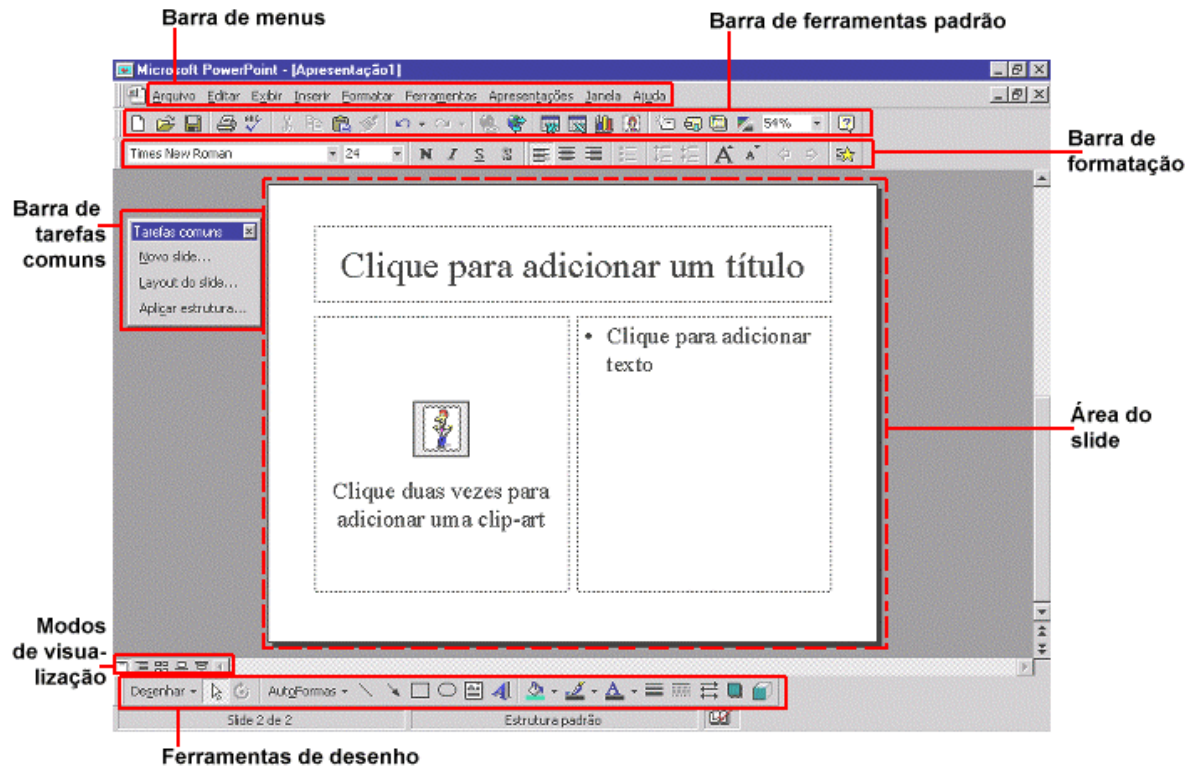 Barra de menus
Barra de ferramentas padrão
Microsoft PowerPoint - [Apresentação1]
Arquivo Editar Exibir Inserir Formatar Ferramentas Apresentações Janela Ajuda
54%
Times New Roman 24 N I S S A A
Barra de
formatação
Barra de
tarefas
comuns
Tarefas comuns
Novo slide...
Layout do slide...
Aplicar estrutura...
Clique para adicionar um título
• Clique para adicionar
texto
Clique duas vezes para
adicionar uma clip-art
Área do
slide
Modos
de visua-
lização
Desenhar AutoFormas
Slide 2 de 2 Estrutura padrão
Ferramentas de desenho